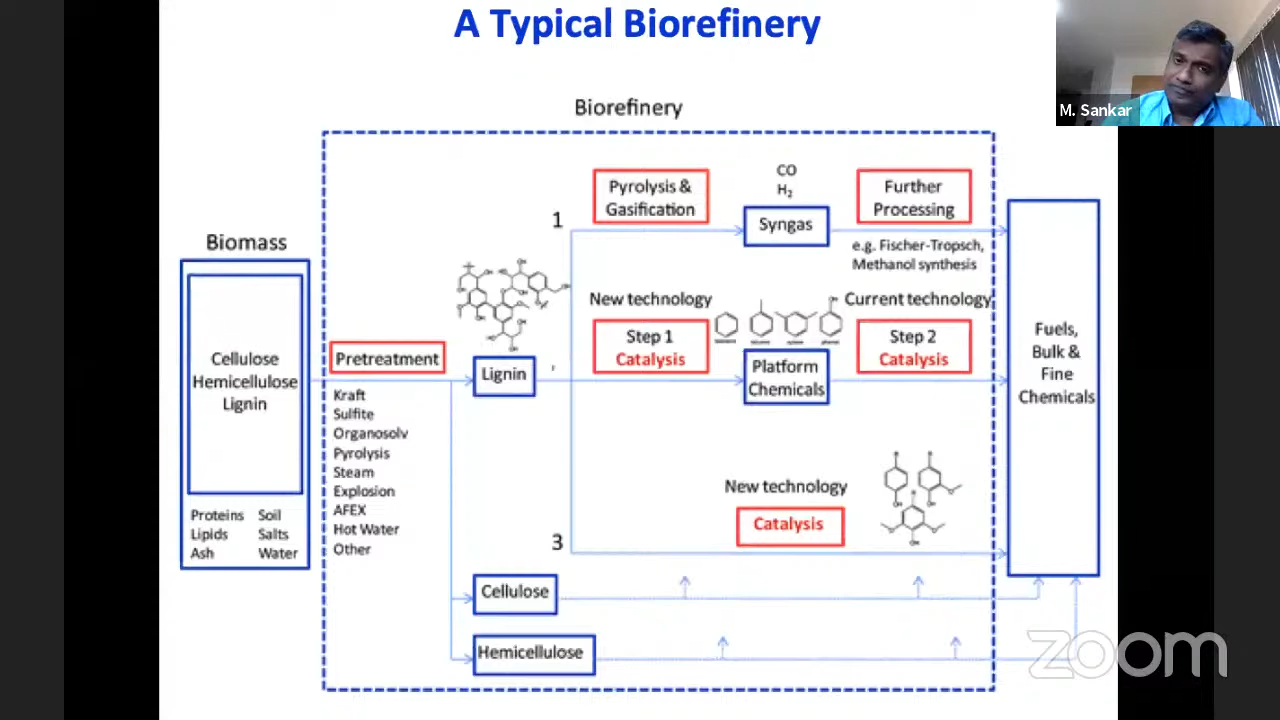 A Typical Biorefinery
M. Sankar
Biorefinery
Biomass
Cellulose
Hemicellulose
Lignin
Proteins Soil
Lipids Salts
Ash Water
Pretreatment
Kraft
Sulfite
Organosolv
Pyrolysis
Steam
Explosion
AFEX
Hot Water
Other
Lignin
1
Pyrolysis &
Gasification
CO
H2
Syngas
Further
Processing
e.g. Fischer-Tropsch,
Methanol synthesis
New technology
Step 1
Catalysis
Platform
Chemicals
Current technology
Step 2
Catalysis
3
New technology
Catalysis
Cellulose
Hemicellulose
Fuels,
Bulk &
Fine
Chemicals
zoom